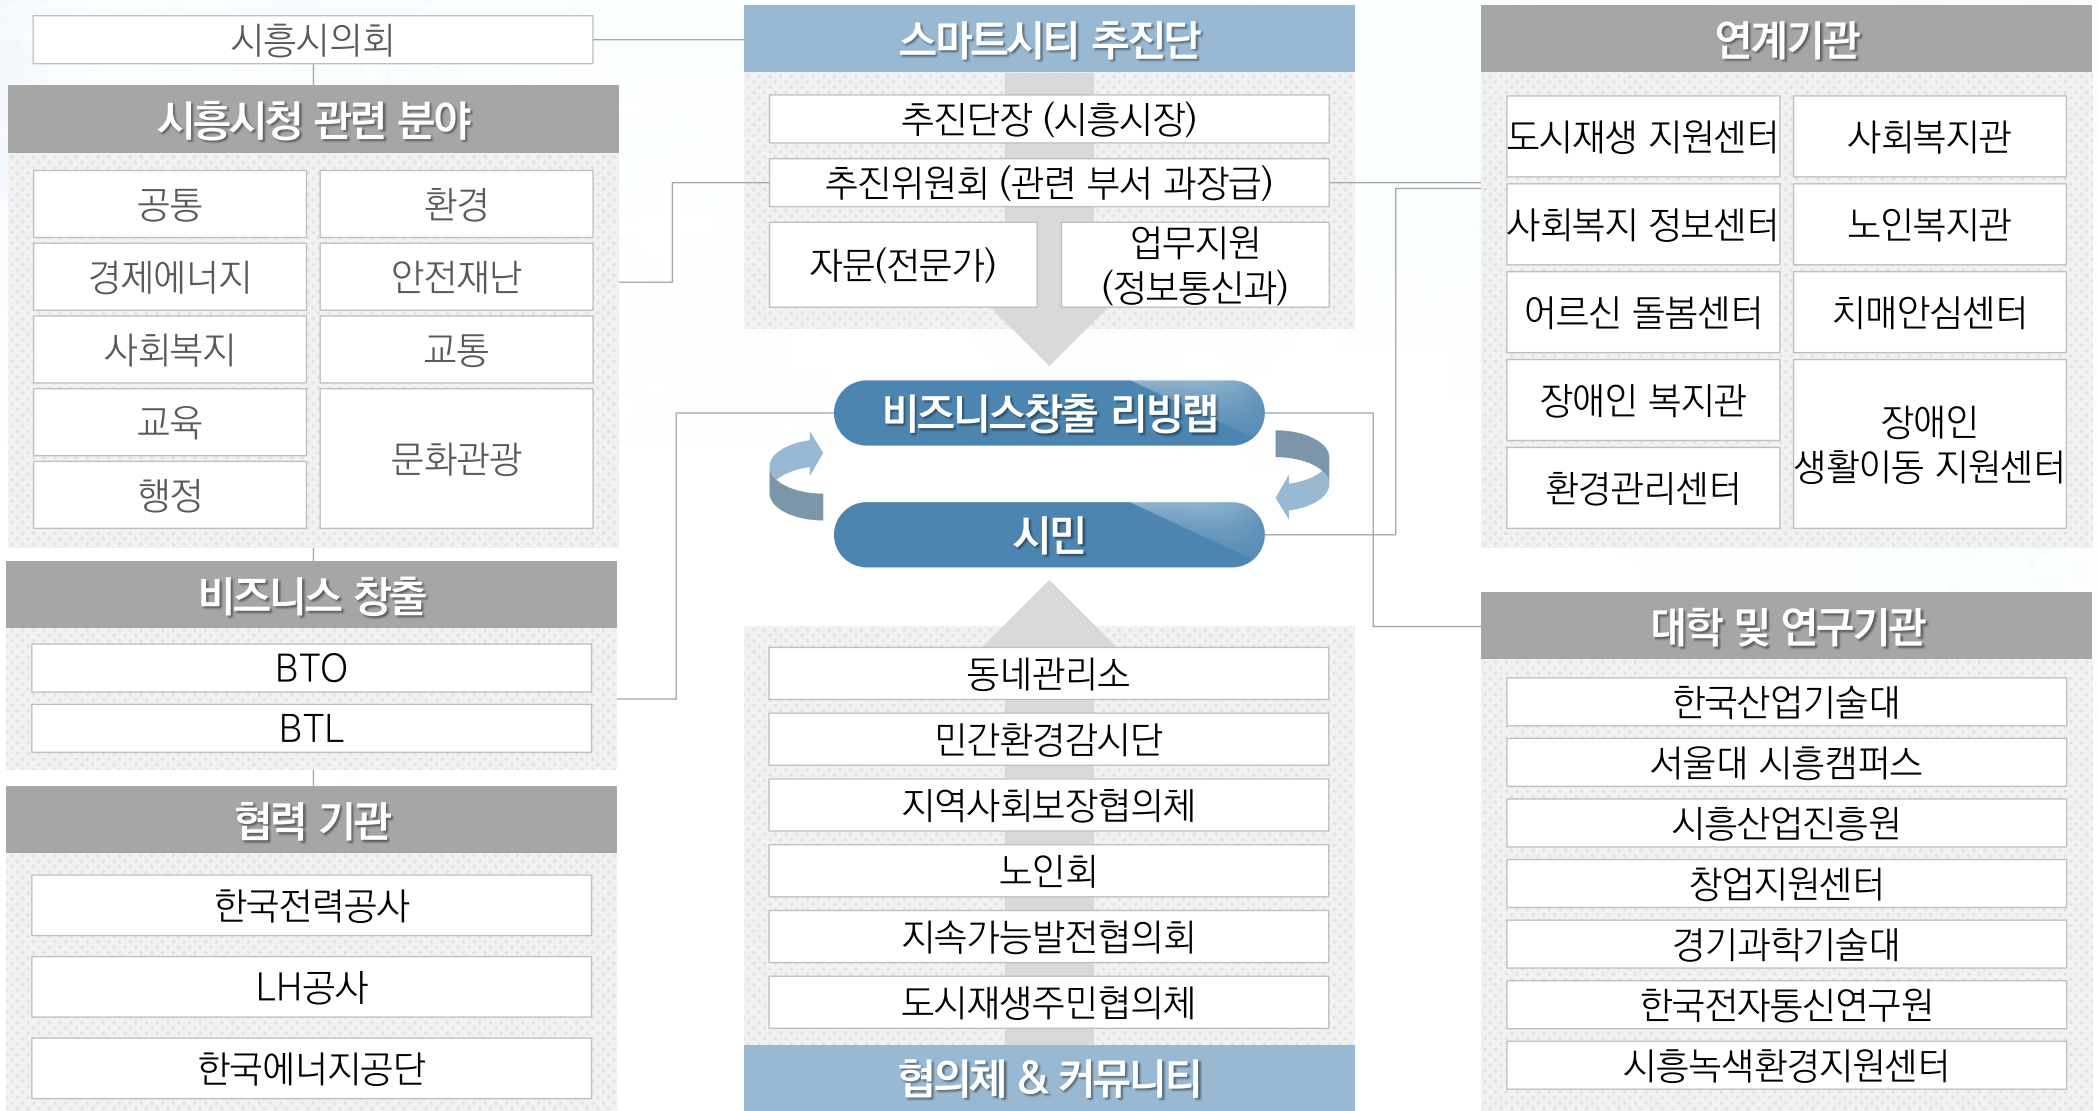 시흥시의회
시흥시청 관련 분야
공통
환경
경제에너지
안전재난
사회복지
교통
교육
문화관광
행정
비즈니스 창출
BTO
BTL
협력 기관
한국전력공사
LH공사
한국에너지공단
스마트시티 추진단
추진단장 (시흥시장)
추진위원회 (관련 부서 과장급)
자문(전문가)
업무지원
(정보통신과)
비즈니스창출 리빙랩
시민
동네관리소
민간환경감시단
지역사회보장협의체
노인회
지속가능발전협의회
도시재생주민협의체
협의체 & 커뮤니티
연계기관
도시재생 지원센터
사회복지관
사회복지 정보센터
노인복지관
어르신 돌봄센터
치매안심센터
장애인 복지관
장애인
생활이동 지원센터
환경관리센터
대학 및 연구기관
한국산업기술대
서울대 시흥캠퍼스
시흥산업진흥원
창업지원센터
경기과학기술대
한국전자통신연구원
시흥녹색환경지원센터